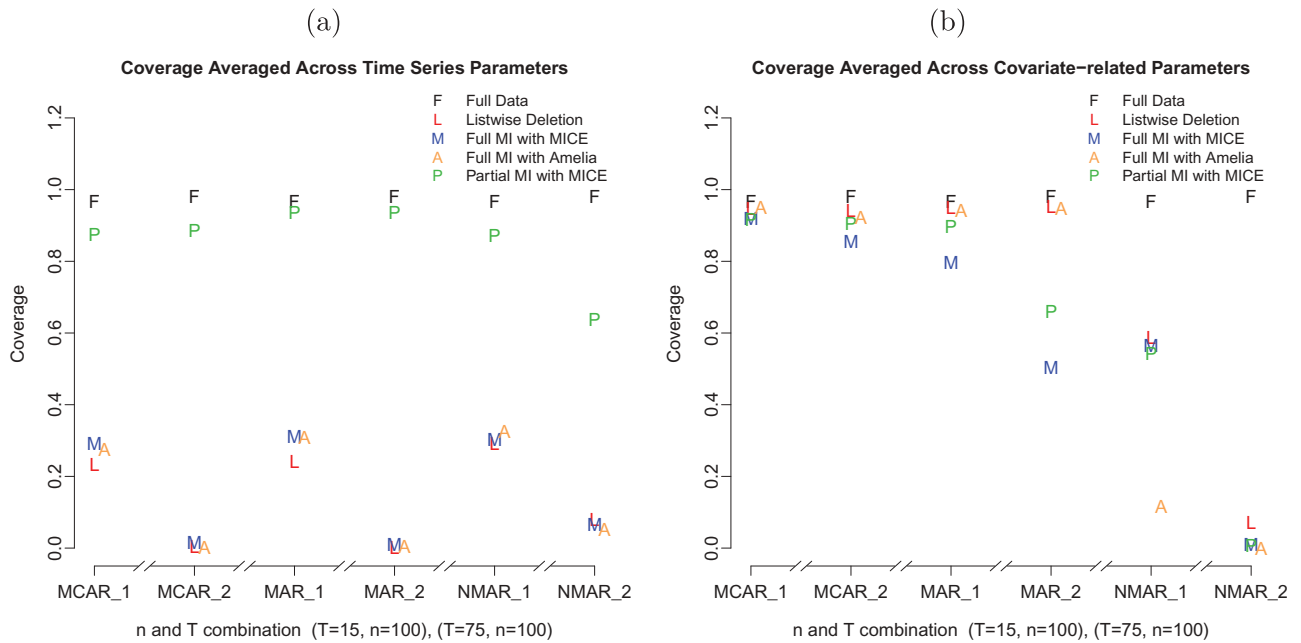 (a)
Coverage Averaged Across Time Series Parameters
F Full Data
L Listwise Deletion
M Full MI with MICE
A Full MI with Amelia
P Partial MI with MICE
Coverage
1.2
1.0
0.8
0.6
0.4
0.2
0.0
F F F F F F
P P P P P P
M M M M M M
A A A A A A
L L L L L L
MCAR_1 MCAR_2 MAR_1 MAR_2 NMAR_1 NMAR_2
n and T combination (T=15, n=100), (T=75, n=100)
(b)
Coverage Averaged Across Covariate−related Parameters
F Full Data
L Listwise Deletion
M Full MI with MICE
A Full MI with Amelia
P Partial MI with MICE
Coverage
1.2
1.0
0.8
0.6
0.4
0.2
0.0
F F F F F F
L L L L L L
A A A A A A
P P P P P P
M M M M M M
MCAR_1 MCAR_2 MAR_1 MAR_2 NMAR_1 NMAR_2
n and T combination (T=15, n=100), (T=75, n=100)